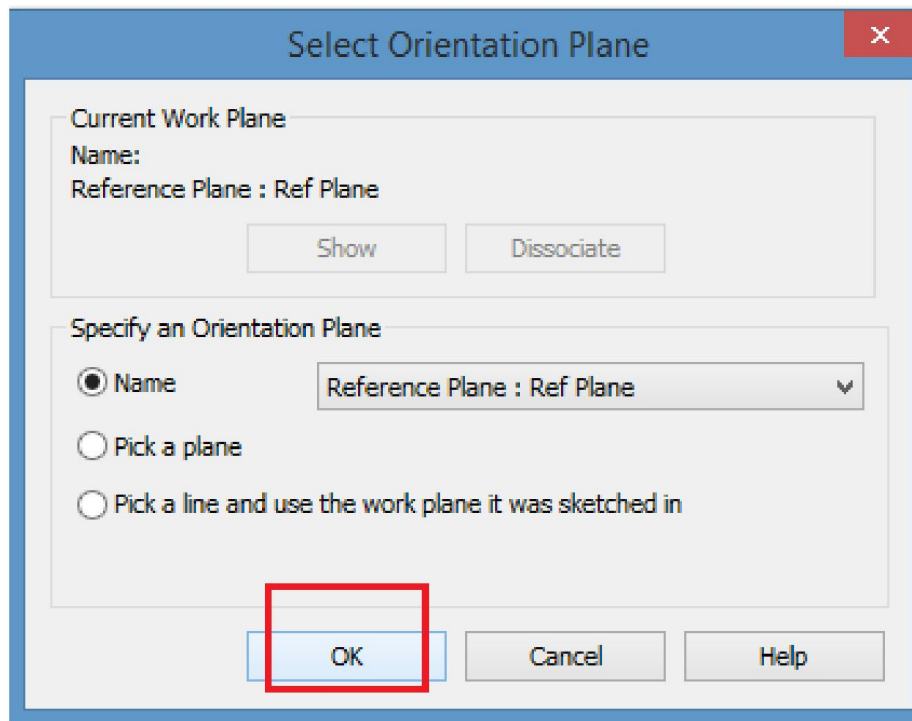 Select Orientation Plane
Current Work Plane
Name:
Reference Plane : Ref Plane
Show
Dissociate
Specify an Orientation Plane
Name
Reference Plane : Ref Plane
Pick a plane
Pick a line and use the work plane it was sketched in
OK
Cancel
Help